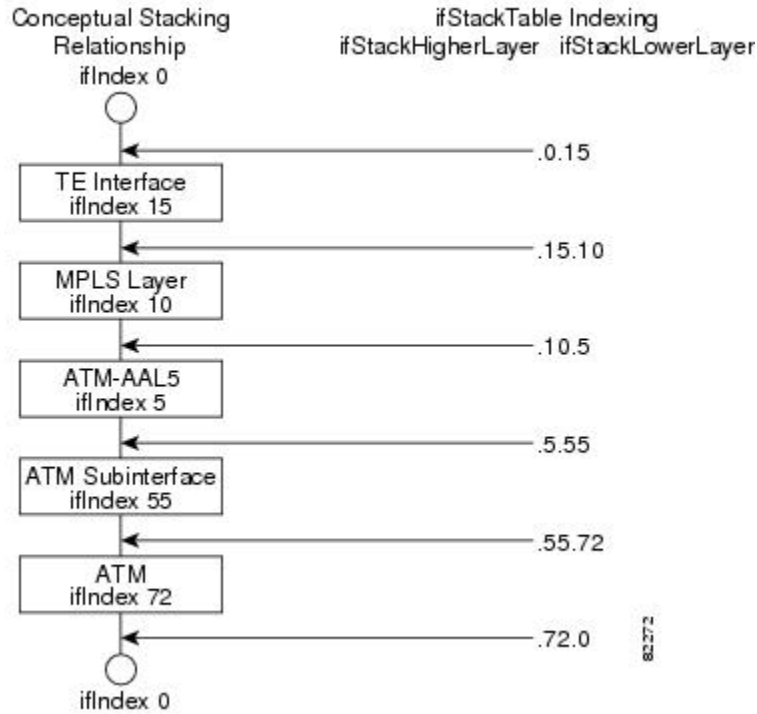 Conceptual Stacking
Relationship
ifIndex 0
ifStackTable Indexing
ifStackHigherLayer ifStackLowerLayer
.0.15
TE Interface
ifIndex 15
.15.10
MPLS Layer
ifIndex 10
.10.5
ATM-AAL5
ifIndex 5
.5.55
ATM Subinterface
ifIndex 55
.55.72
ATM
ifIndex 72
.72.0
ifIndex 0
82272